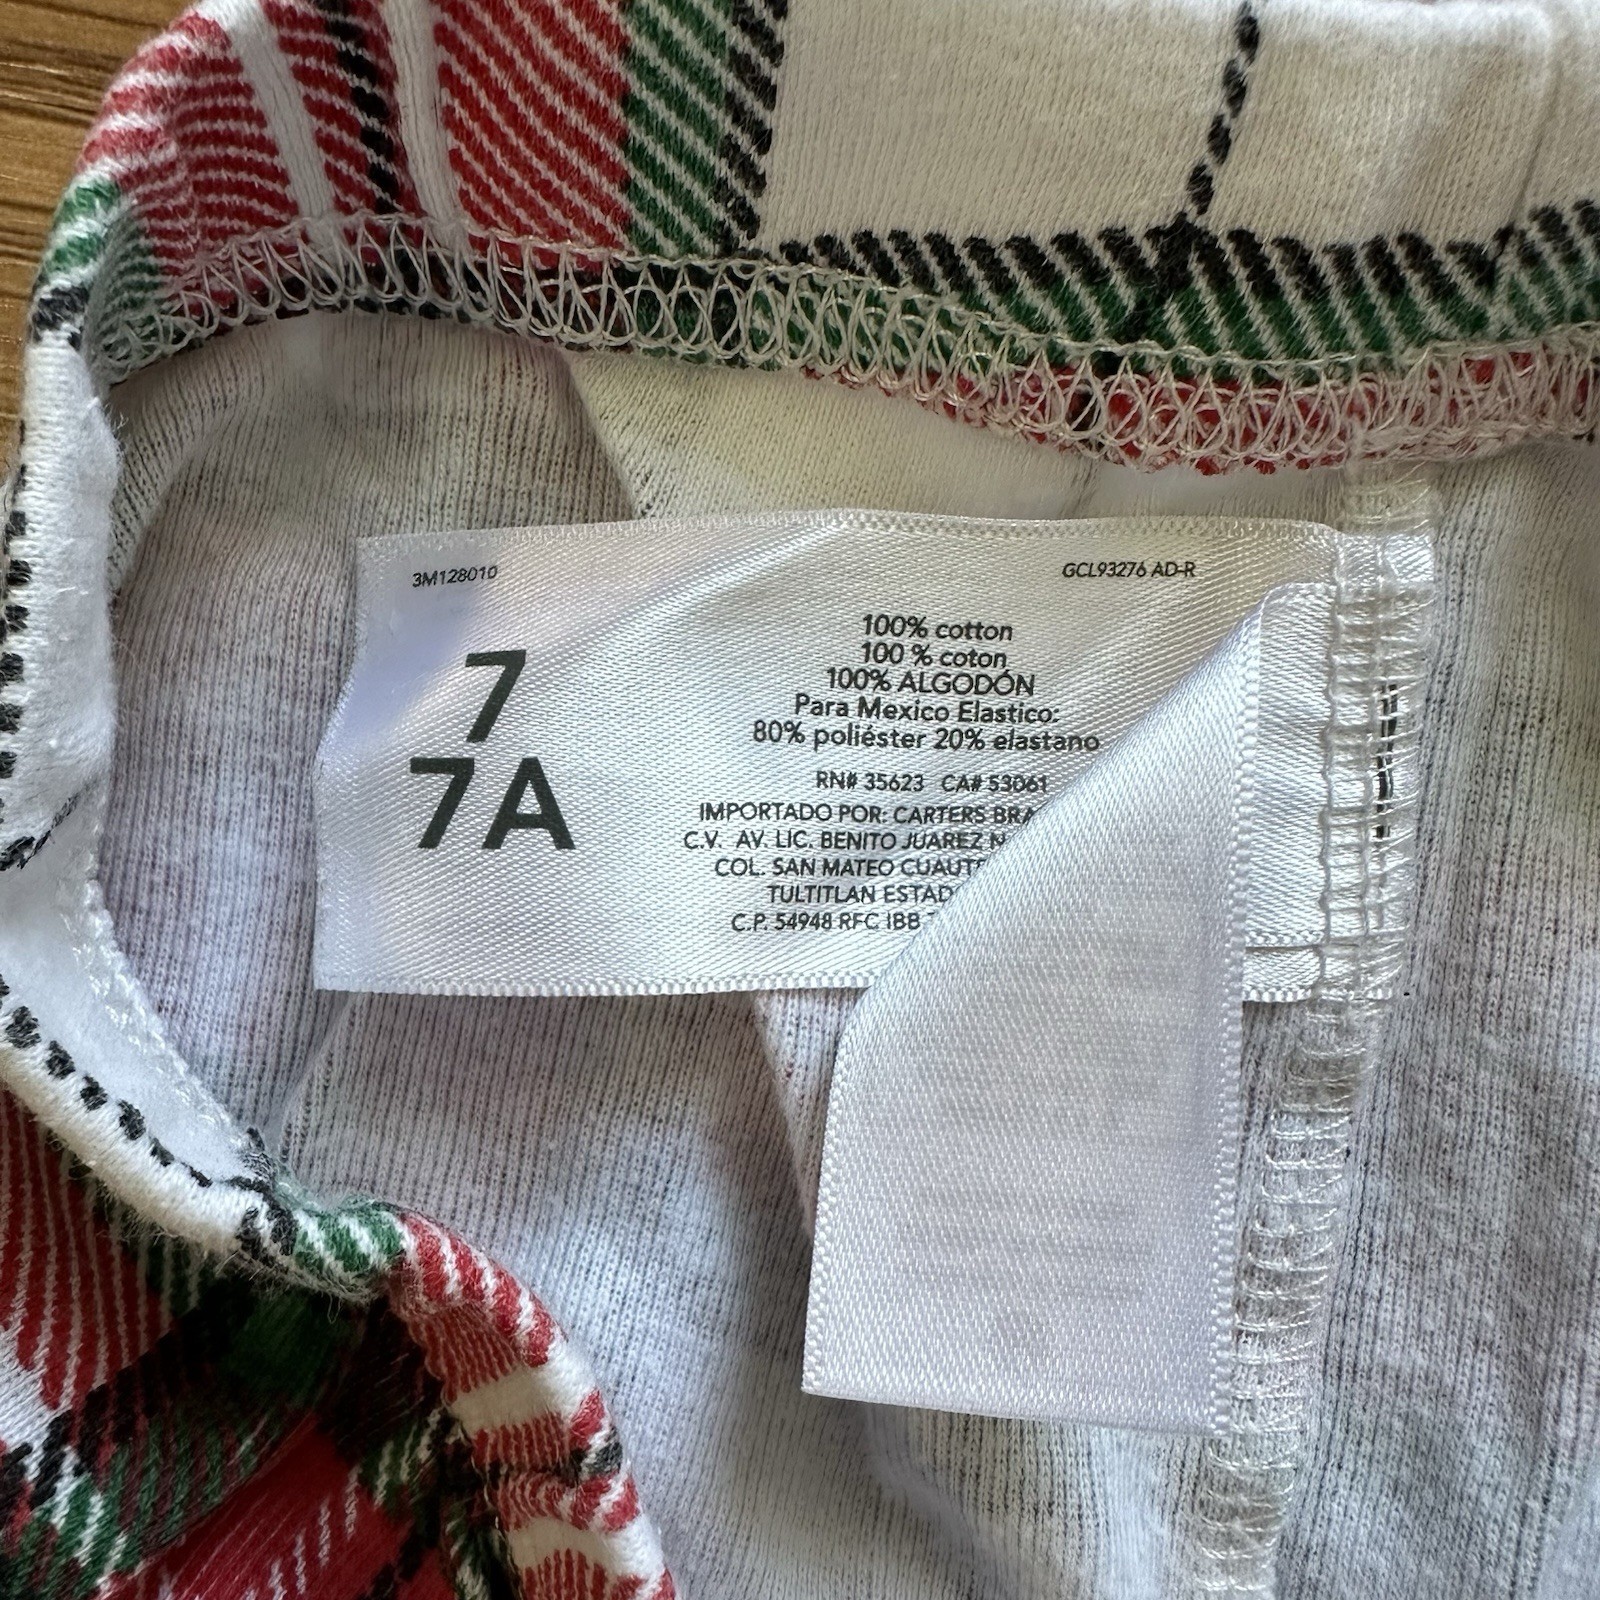 3M128010
GCL93276 AD-R
7
7A
100% cotton
100 % coton
100% ALGODÓN
Para Mexico Elastico:
80% poliéster 20% elastano
RN# 35623 CA# 53061
IMPORTADO POR: CARTERS
C.V. AV. LIC. BENITO JUAREZ
COL. SAN MATEO
TULTITLAN
C.P. 54948 RFC IBB